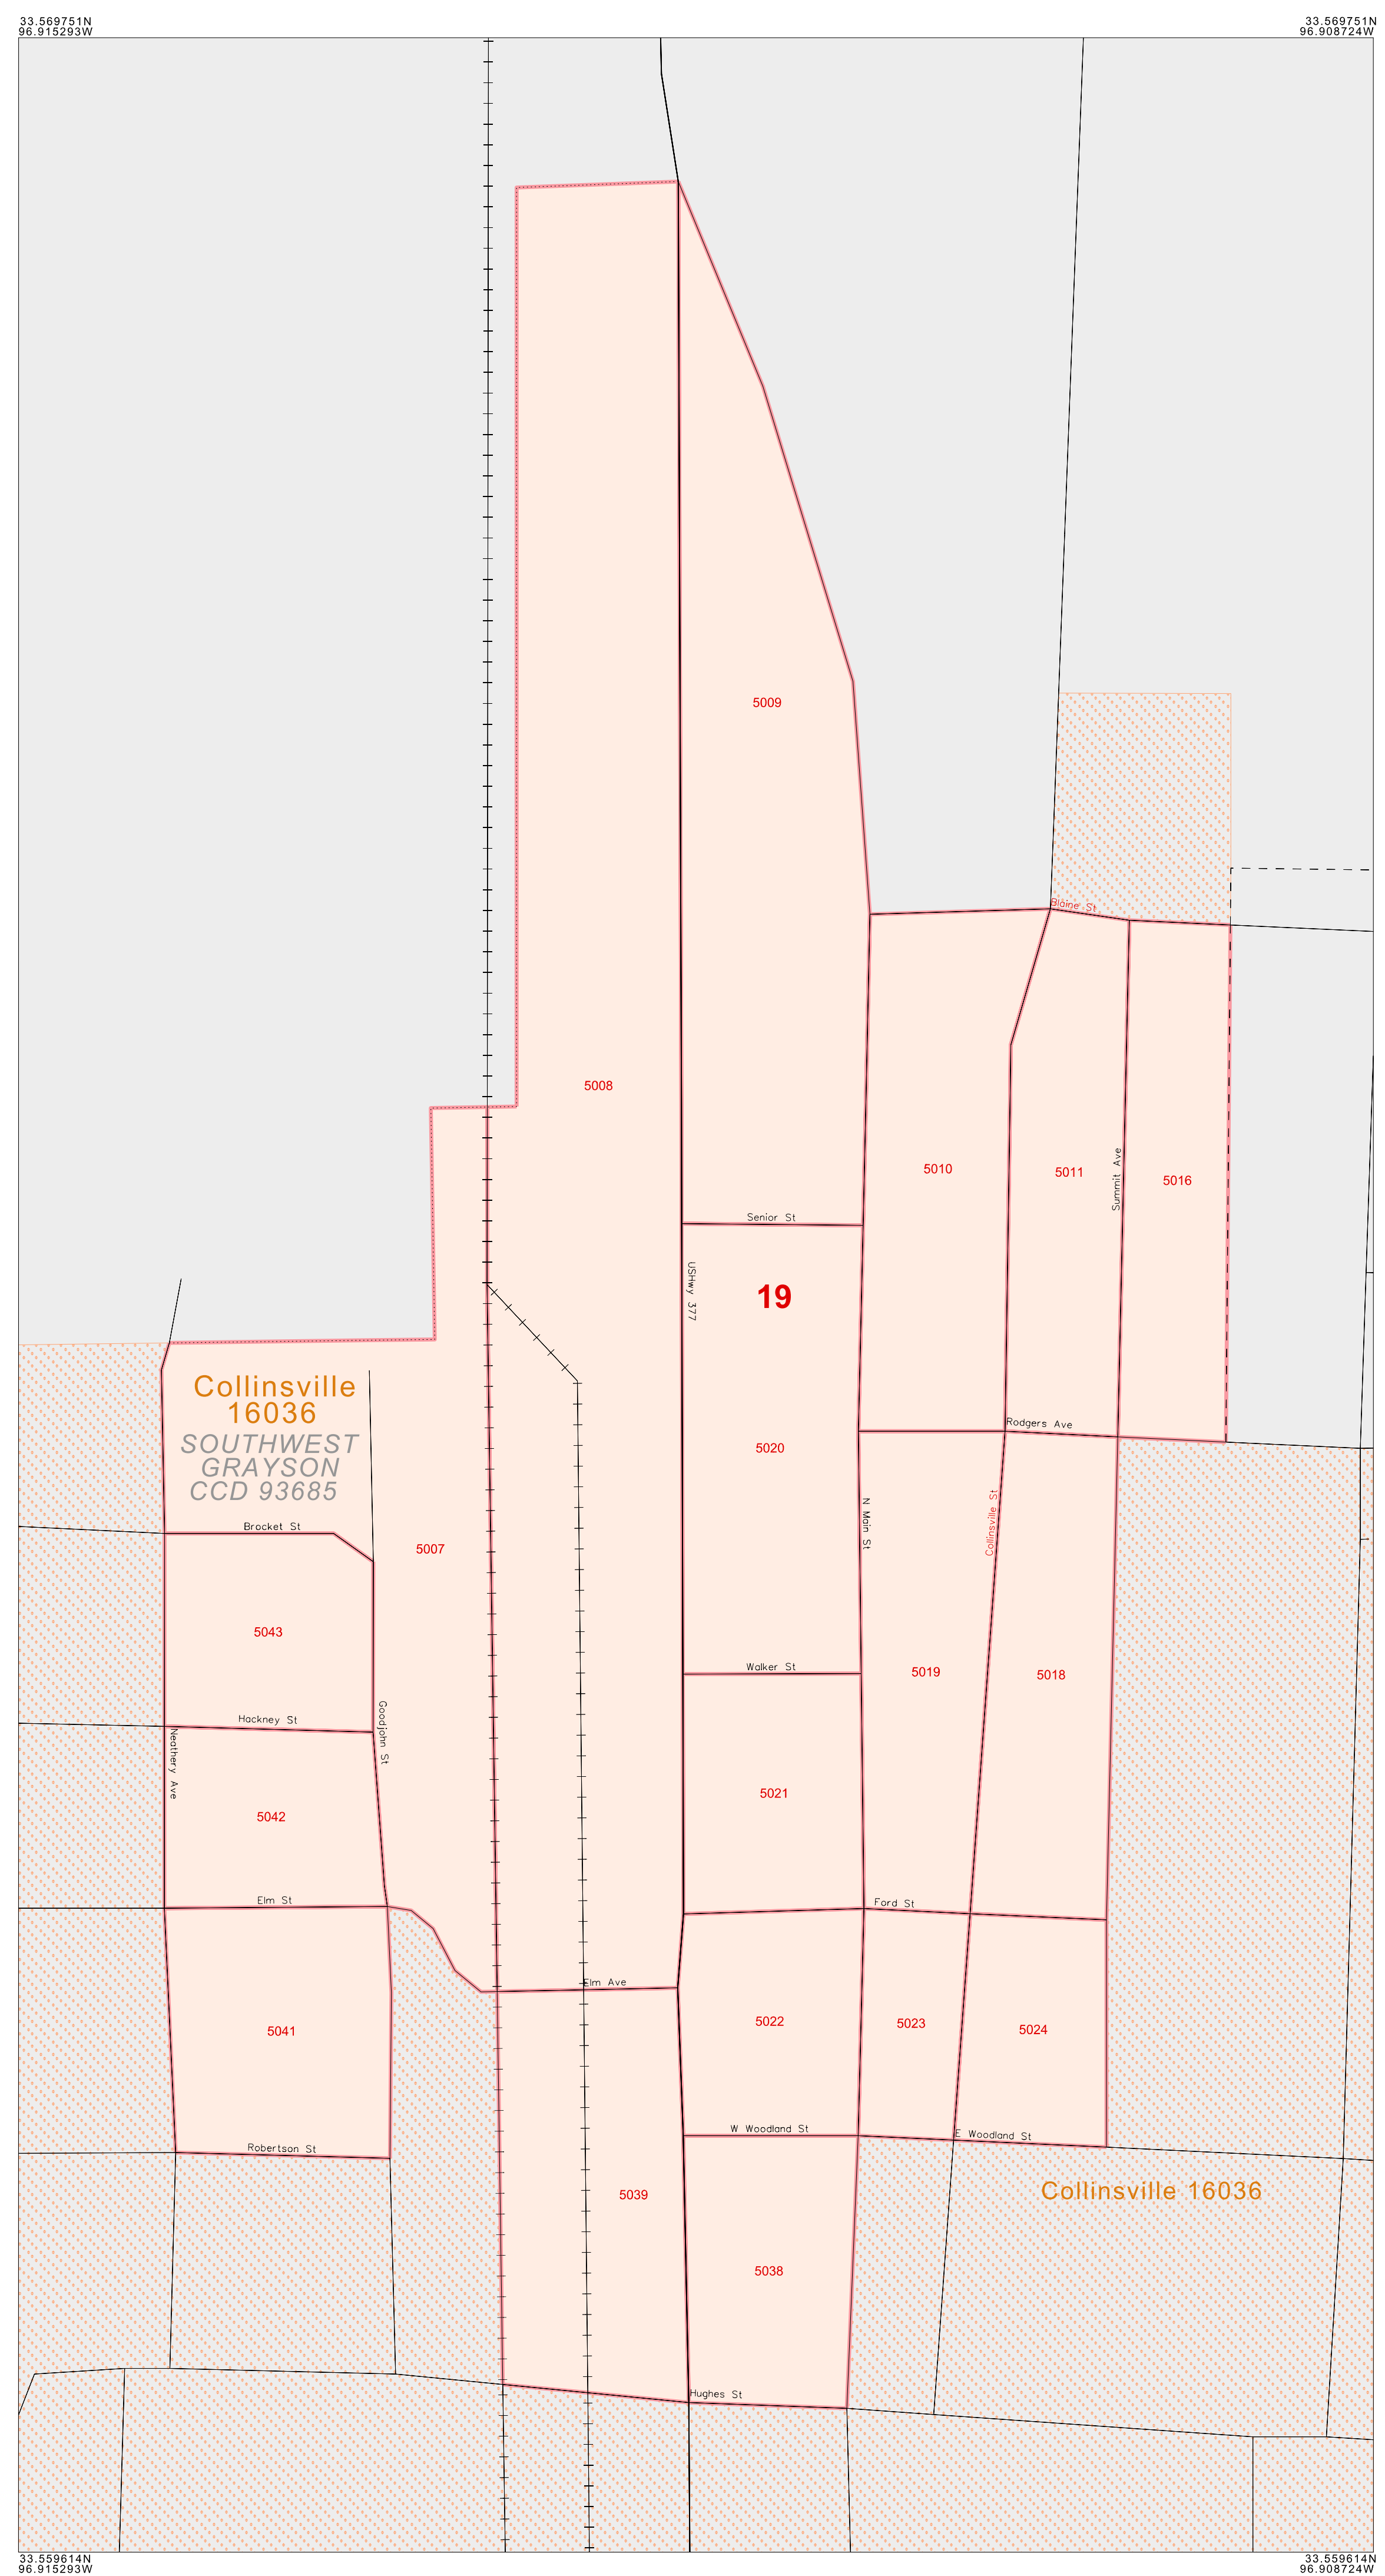 33.569751N
96.915293W
33.569751N
96.908724W
5009
Blaine St
5008
5010
5011
Summit Ave
5016
Senior St
USHwy 377
19
Collinsville
16036
SOUTHWEST
GRAYSON
CCD 93685
Rodgers Ave
5020
Brocket St
5007
N Main St
Collinsville St
5043
Walker St
5019
5018
Goodjohn St
Hackney St
Neathery Ave
5042
5021
Elm St
Ford St
Elm Ave
5041
5022
5023
5024
Robertson St
W Woodland St
E Woodland St
5039
Collinsville 16036
5038
Hughes St
33.559614N
96.915293W
33.559614N
96.908724W